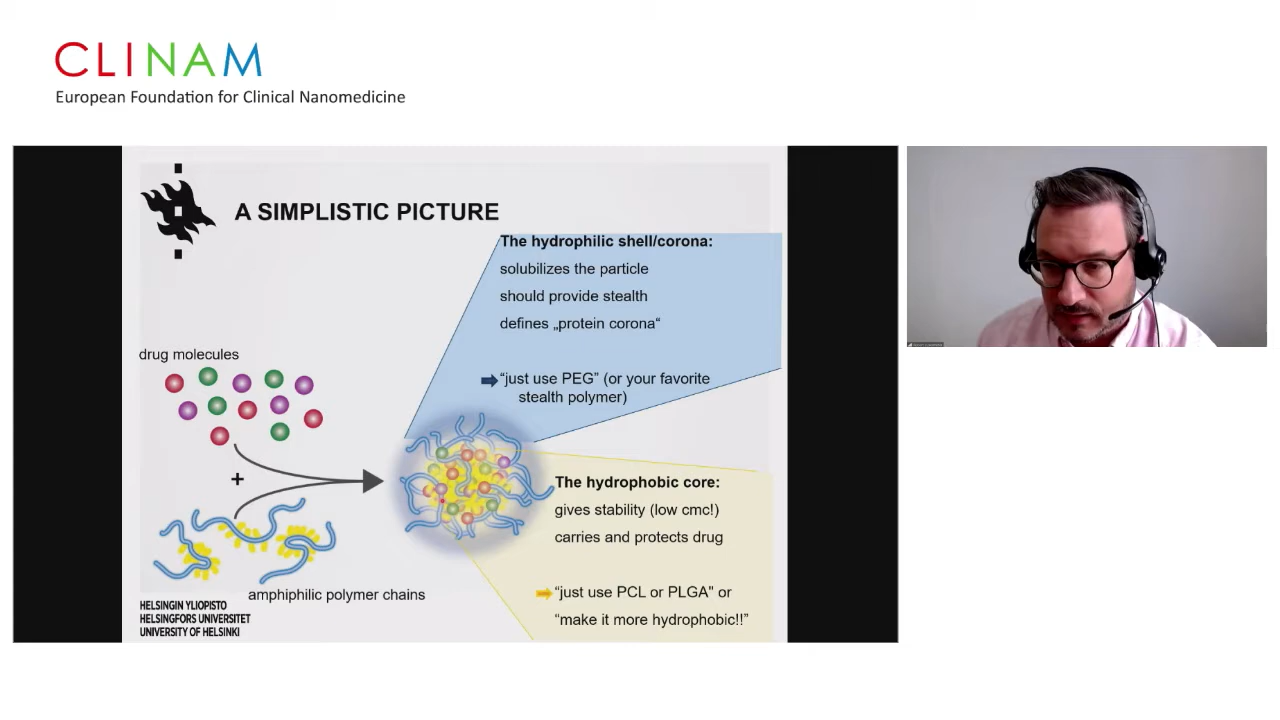 CLINAM
European Foundation for Clinical Nanomedicine
A SIMPLISTIC PICTURE
The hydrophilic shell/corona:
solubilizes the particle
should provide stealth
defines „protein corona“
“just use PEG” (or your favorite
stealth polymer)
drug molecules
+
amphiphilic polymer chains
The hydrophobic core:
gives stability (low cmc!)
carries and protects drug
“just use PCL or PLGA” or
“make it more hydrophobic!!”
HELSINGIN YLIOPISTO
HELSINGFORS UNIVERSITET
UNIVERSITY OF HELSINKI